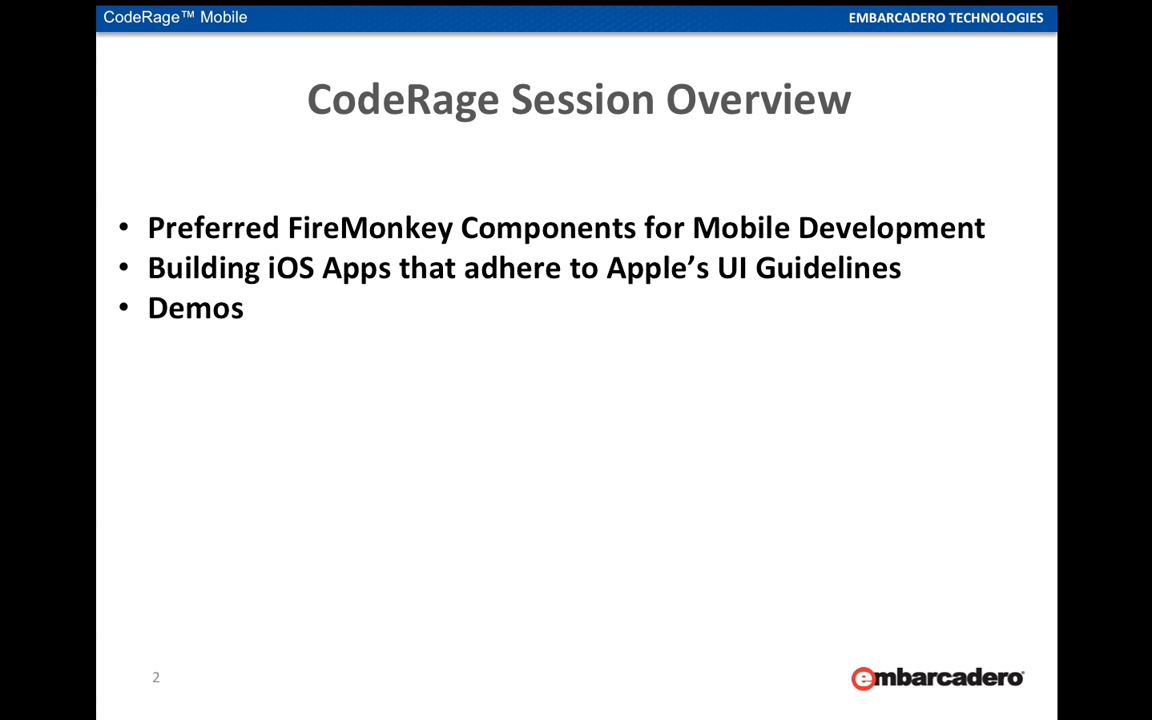 CodeRage™ Mobile
EMBARCADERO TECHNOLOGIES
CodeRage Session Overview
• Preferred FireMonkey Components for Mobile Development
• Building iOS Apps that adhere to Apple’s UI Guidelines
• Demos
2
embarcadero